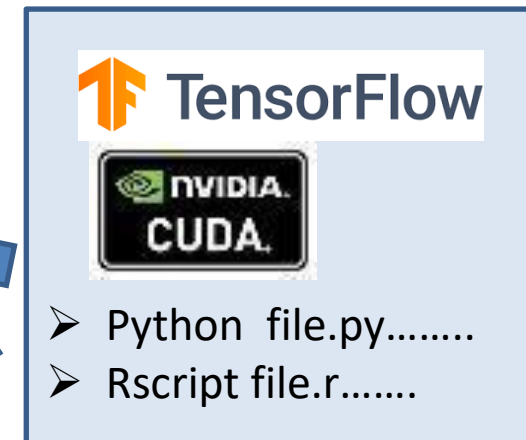 TensorFlow
NVIDIA.
CUDA.
➢ Python file.py........
➢ Rscript file.r.......